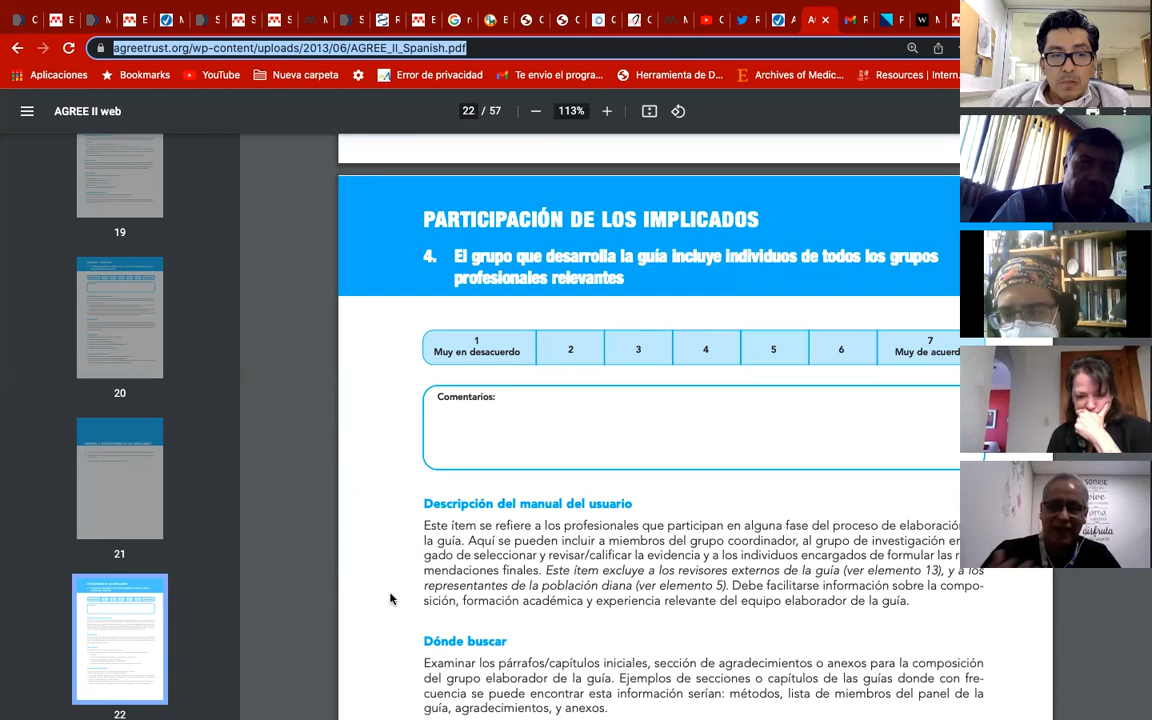 agreetrust.org/wp-content/uploads/2013/06/AGREE_II_Spanish.pdf
Aplicaciones
Bookmarks
YouTube
Nueva carpeta
Error de privacidad
Te envio el progra...
Herramienta de D...
Archives of Medic...
Resources | Intern...
AGREE II web
22 / 57
113%
19
20
21
22
PARTICIPACIÓN DE LOS IMPLICADOS
4. El grupo que desarrolla la guía incluye individuos de todos los grupos
profesionales relevantes
1
Muy en desacuerdo
2
3
4
5
6
7
Muy de acuerd
Comentarios:
Descripción del manual del usuario
Este ítem se refiere a los profesionales que participan en alguna fase del proceso de elaboració
la guía. Aquí se pueden incluir a miembros del grupo coordinador, al grupo de investigación en
gado de seleccionar y revisar/calificar la evidencia y a los individuos encargados de formular las r
mendaciones finales. Este ítem excluye a los revisores externos de la guía (ver elemento 13), y a los
representantes de la población diana (ver elemento 5). Debe facilitarse información sobre la compo-
sición, formación académica y experiencia relevante del equipo elaborador de la guía.
Dónde buscar
Examinar los párrafos/capítulos iniciales, sección de agradecimientos o anexos para la composición
del grupo elaborador de la guía. Ejemplos de secciones o capítulos de las guías donde con fre-
cuencia se puede encontrar esta información serían: métodos, lista de miembros del panel de la
guía, agradecimientos, y anexos.
SONRIE
vive
AMA
disfruta